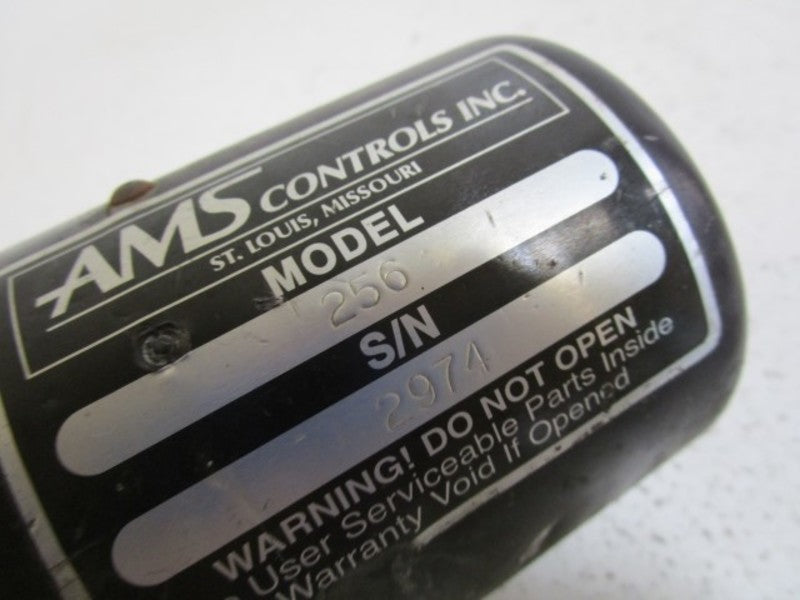 AMS CONTROLS INC.
ST. LOUIS, MISSOURI
MODEL
256
S/N
2974
WARNING! DO NOT OPEN
User Serviceable Parts Inside
Warranty Void If Opened